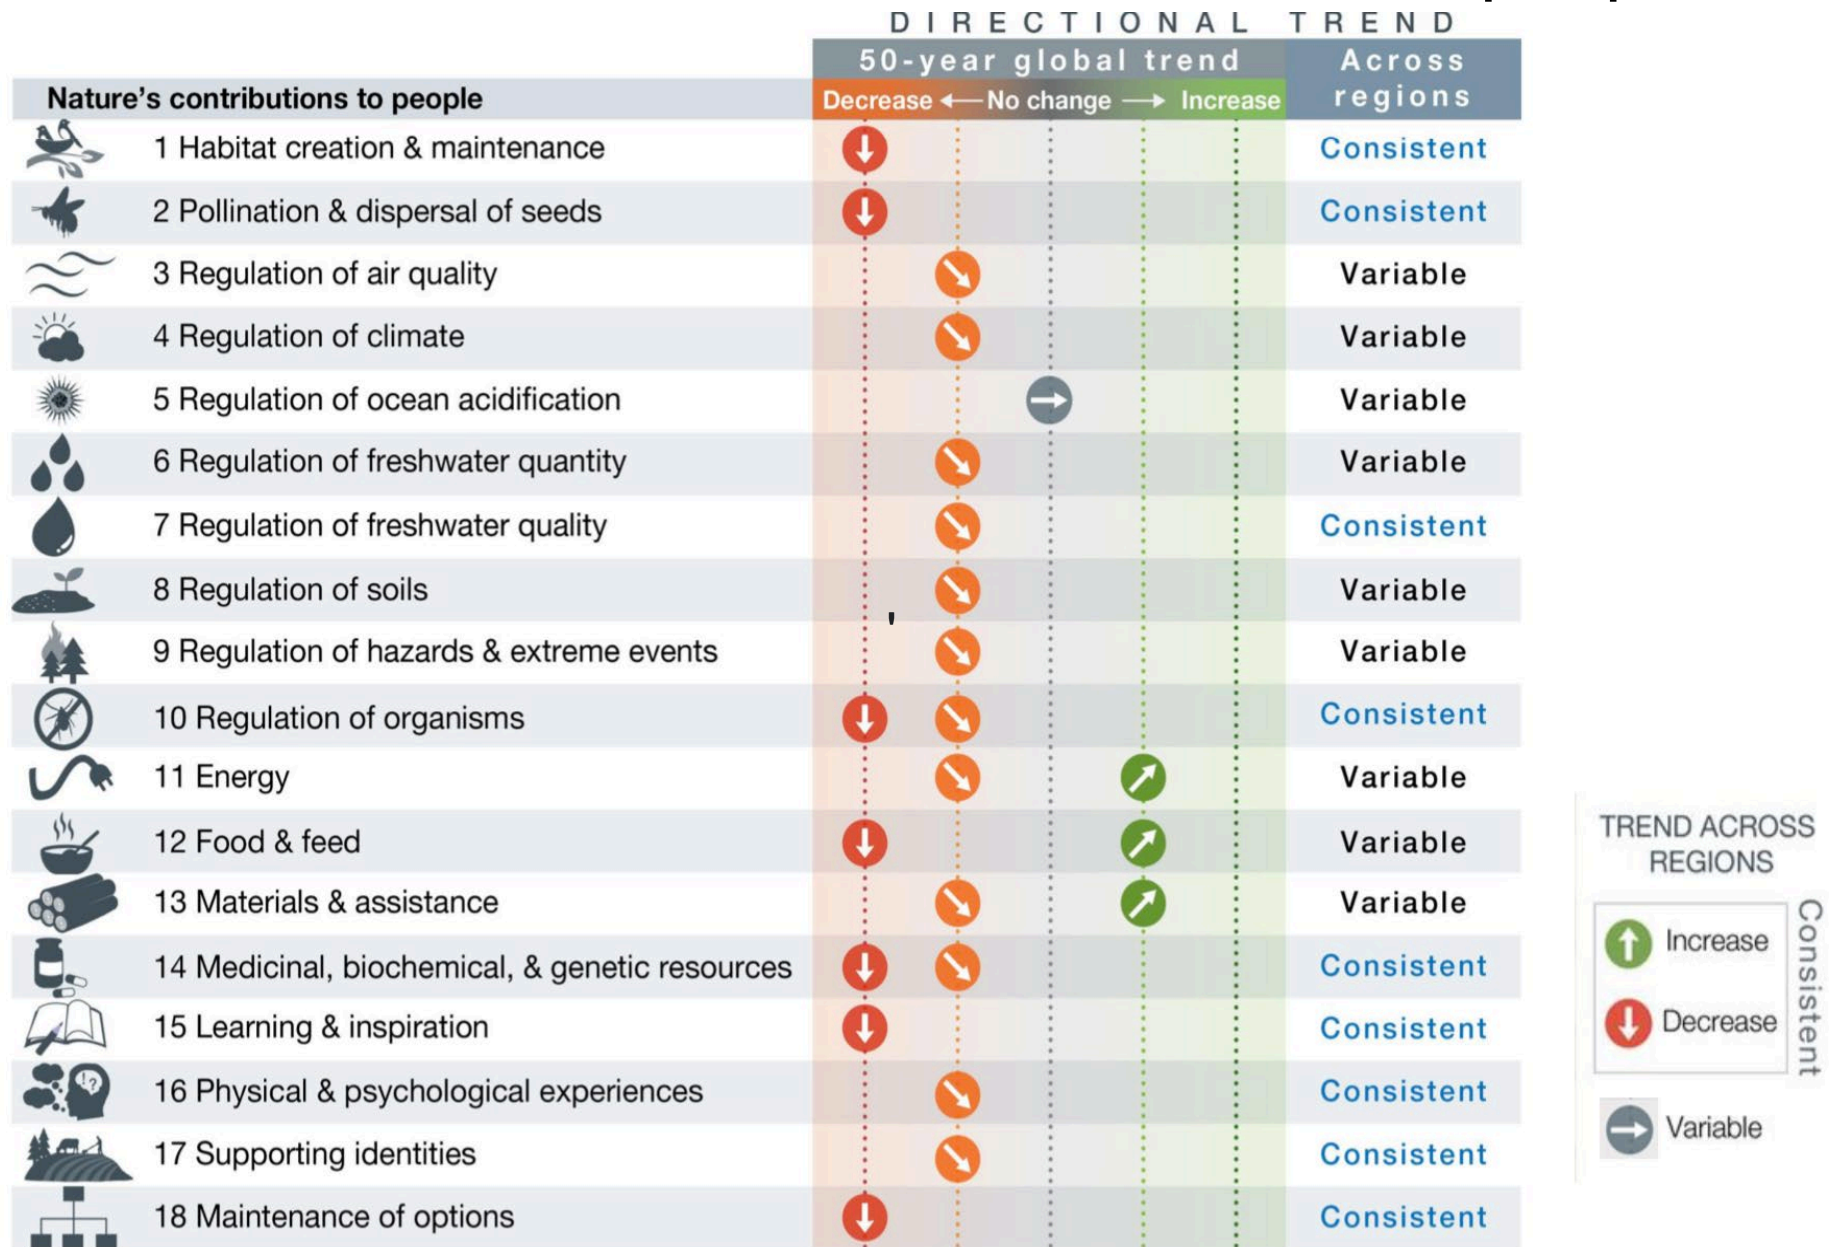 DIRECTIONAL TREND
50-year global trend
Across regions
Nature's contributions to people
Decrease ← No change → Increase
1 Habitat creation & maintenance Consistent
2 Pollination & dispersal of seeds Consistent
3 Regulation of air quality Variable
4 Regulation of climate Variable
5 Regulation of ocean acidification Variable
6 Regulation of freshwater quantity Variable
7 Regulation of freshwater quality Consistent
8 Regulation of soils Variable
9 Regulation of hazards & extreme events Variable
10 Regulation of organisms Consistent
11 Energy Variable
12 Food & feed Variable
13 Materials & assistance Variable
14 Medicinal, biochemical, & genetic resources Consistent
15 Learning & inspiration Consistent
16 Physical & psychological experiences Consistent
17 Supporting identities Consistent
18 Maintenance of options Consistent
TREND ACROSS
REGIONS
Increase
Decrease
Consistent
Variable